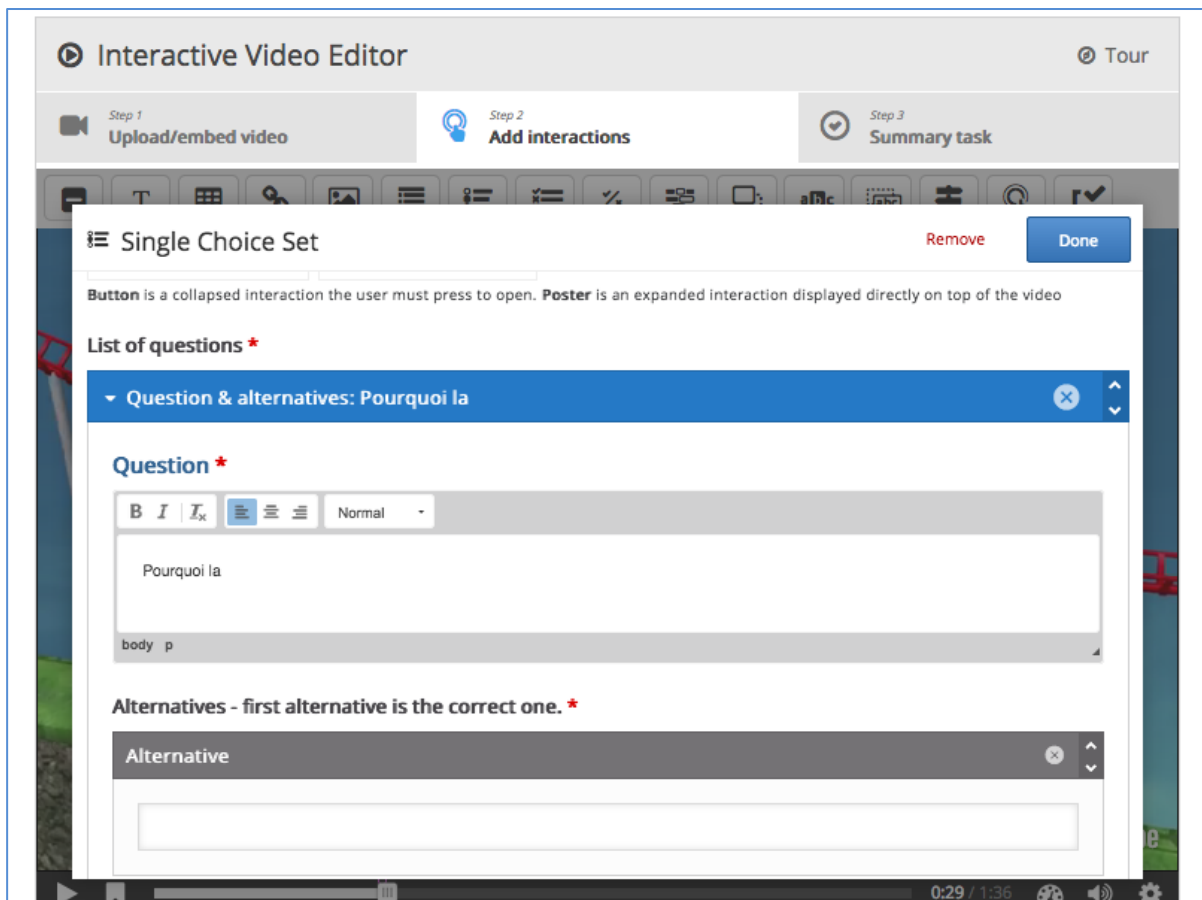 Interactive Video Editor
Tour
Step 1
Upload/embed video
Step 2
Add interactions
Step 3
Summary task
Single Choice Set
Remove
Done
Button is a collapsed interaction the user must press to open. Poster is an expanded interaction displayed directly on top of the video
List of questions *
Question & alternatives: Pourquoi la
Question *
B I Tx
Normal
Pourquoi la
body p
Alternatives - first alternative is the correct one. *
Alternative
0:29 / 1:36